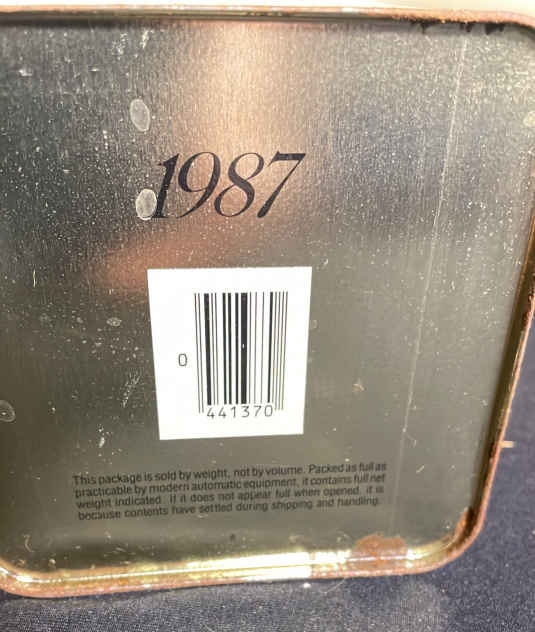 1987
0
441370
This package is sold by weight, not by volume. Packed as full as
practicable by modern automatic equipment, it contains full net
weight indicated. If it does not appear full when opened, it is
because contents have settled during shipping and handling.